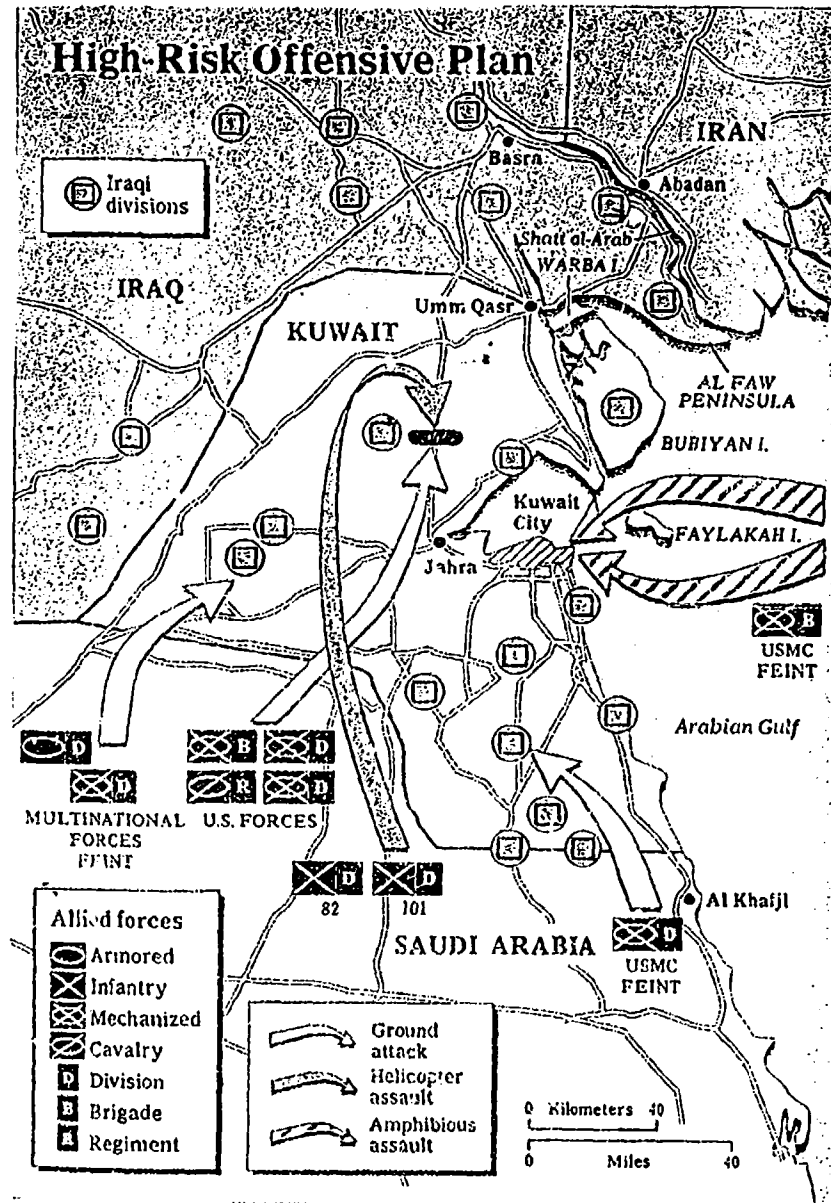 High-Risk Offensive Plan
IRAN
Basra
Abadan
Iraqi
divisions
Shatt al-Arab
WARBA I.
IRAQ
Umm Qasr
KUWAIT
AL FAW
PENINSULA
BUBIYAN I.
Kuwait
City
FAYLAKAH I.
Jahra
B
USMC
FEINT
Arabian Gulf
D
B
D
D
R
D
MULTINATIONAL
FORCES
FEINT
U.S. FORCES
D
D
82
101
Al Khafji
SAUDI ARABIA
D
USMC
FEINT
Allied forces
Armored
Infantry
Mechanized
Cavalry
D Division
B Brigade
R Regiment
Ground
attack
Helicopter
assault
Amphibious
assault
0 Kilometers 40
0 Miles 40